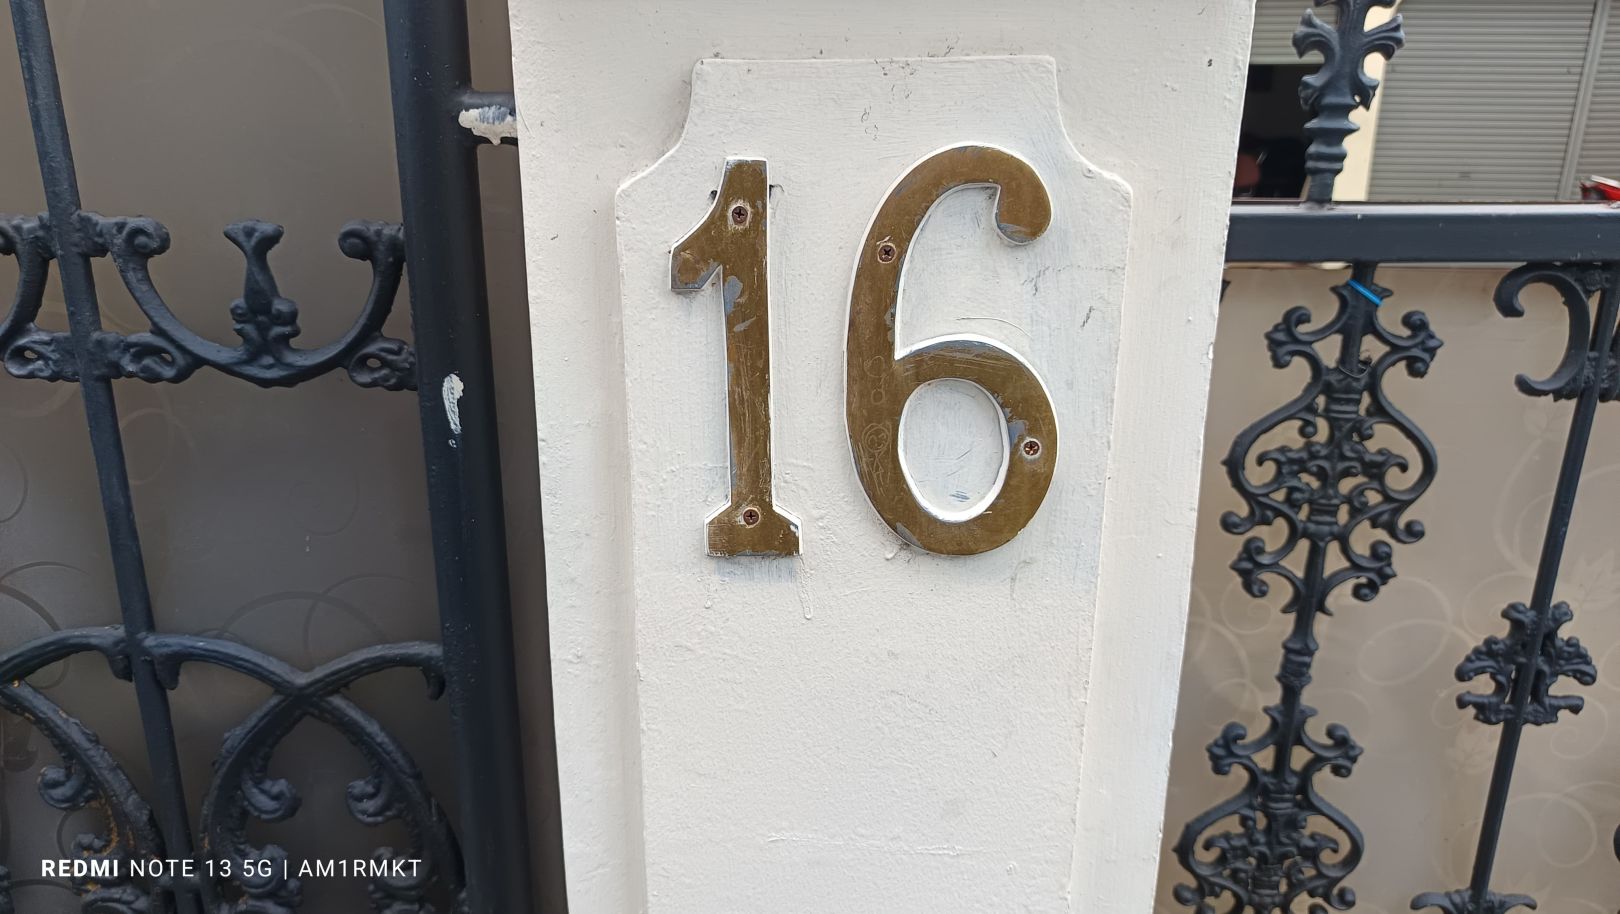 16
REDMI NOTE 13 5G | AM1RMKT